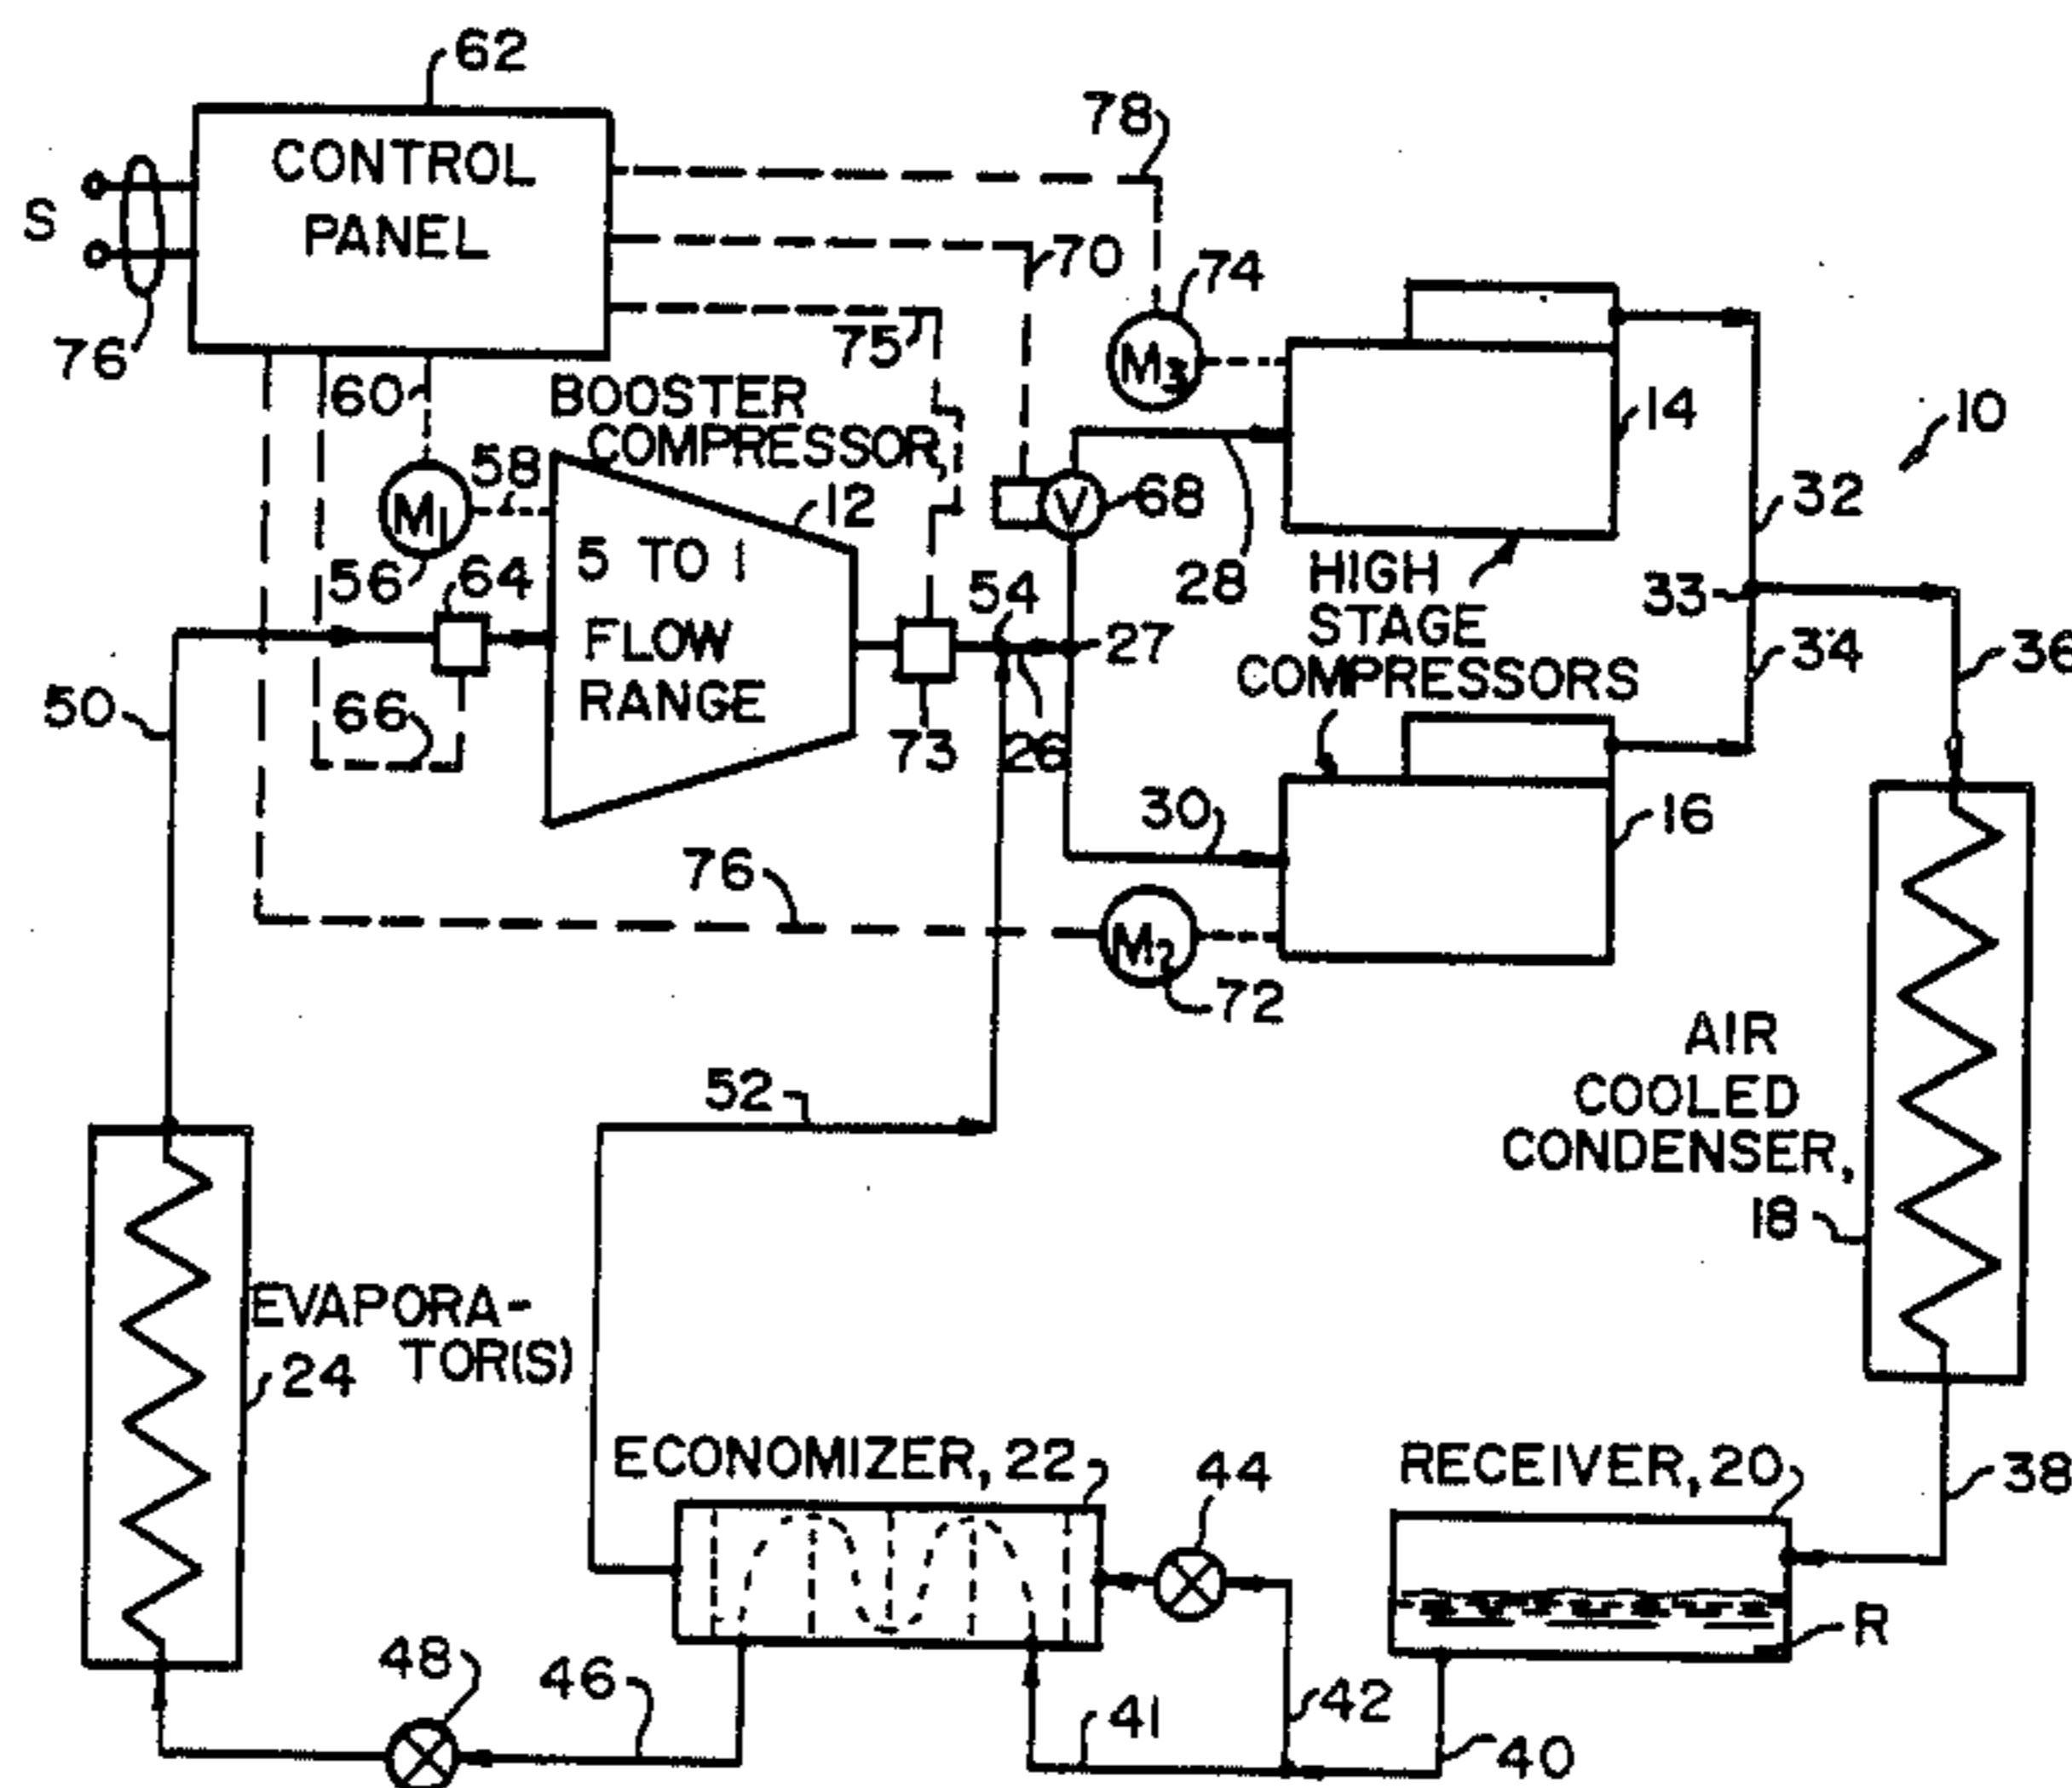 62
CONTROL
PANEL
S
76
78
70
74
M3
75
60
BOOSTER
COMPRESSOR,
12
58
M1
56
64
5 TO 1
FLOW
RANGE
14
10
V
68
28
32
HIGH
STAGE
COMPRESSORS
33
54
27
34
36
50
66
73
26
30
16
76
M2
72
52
AIR
COOLED
CONDENSER,
18
EVAPORA-
TOR(S)
24
ECONOMIZER, 22
44
RECEIVER, 20
38
R
48
46
41
42
40